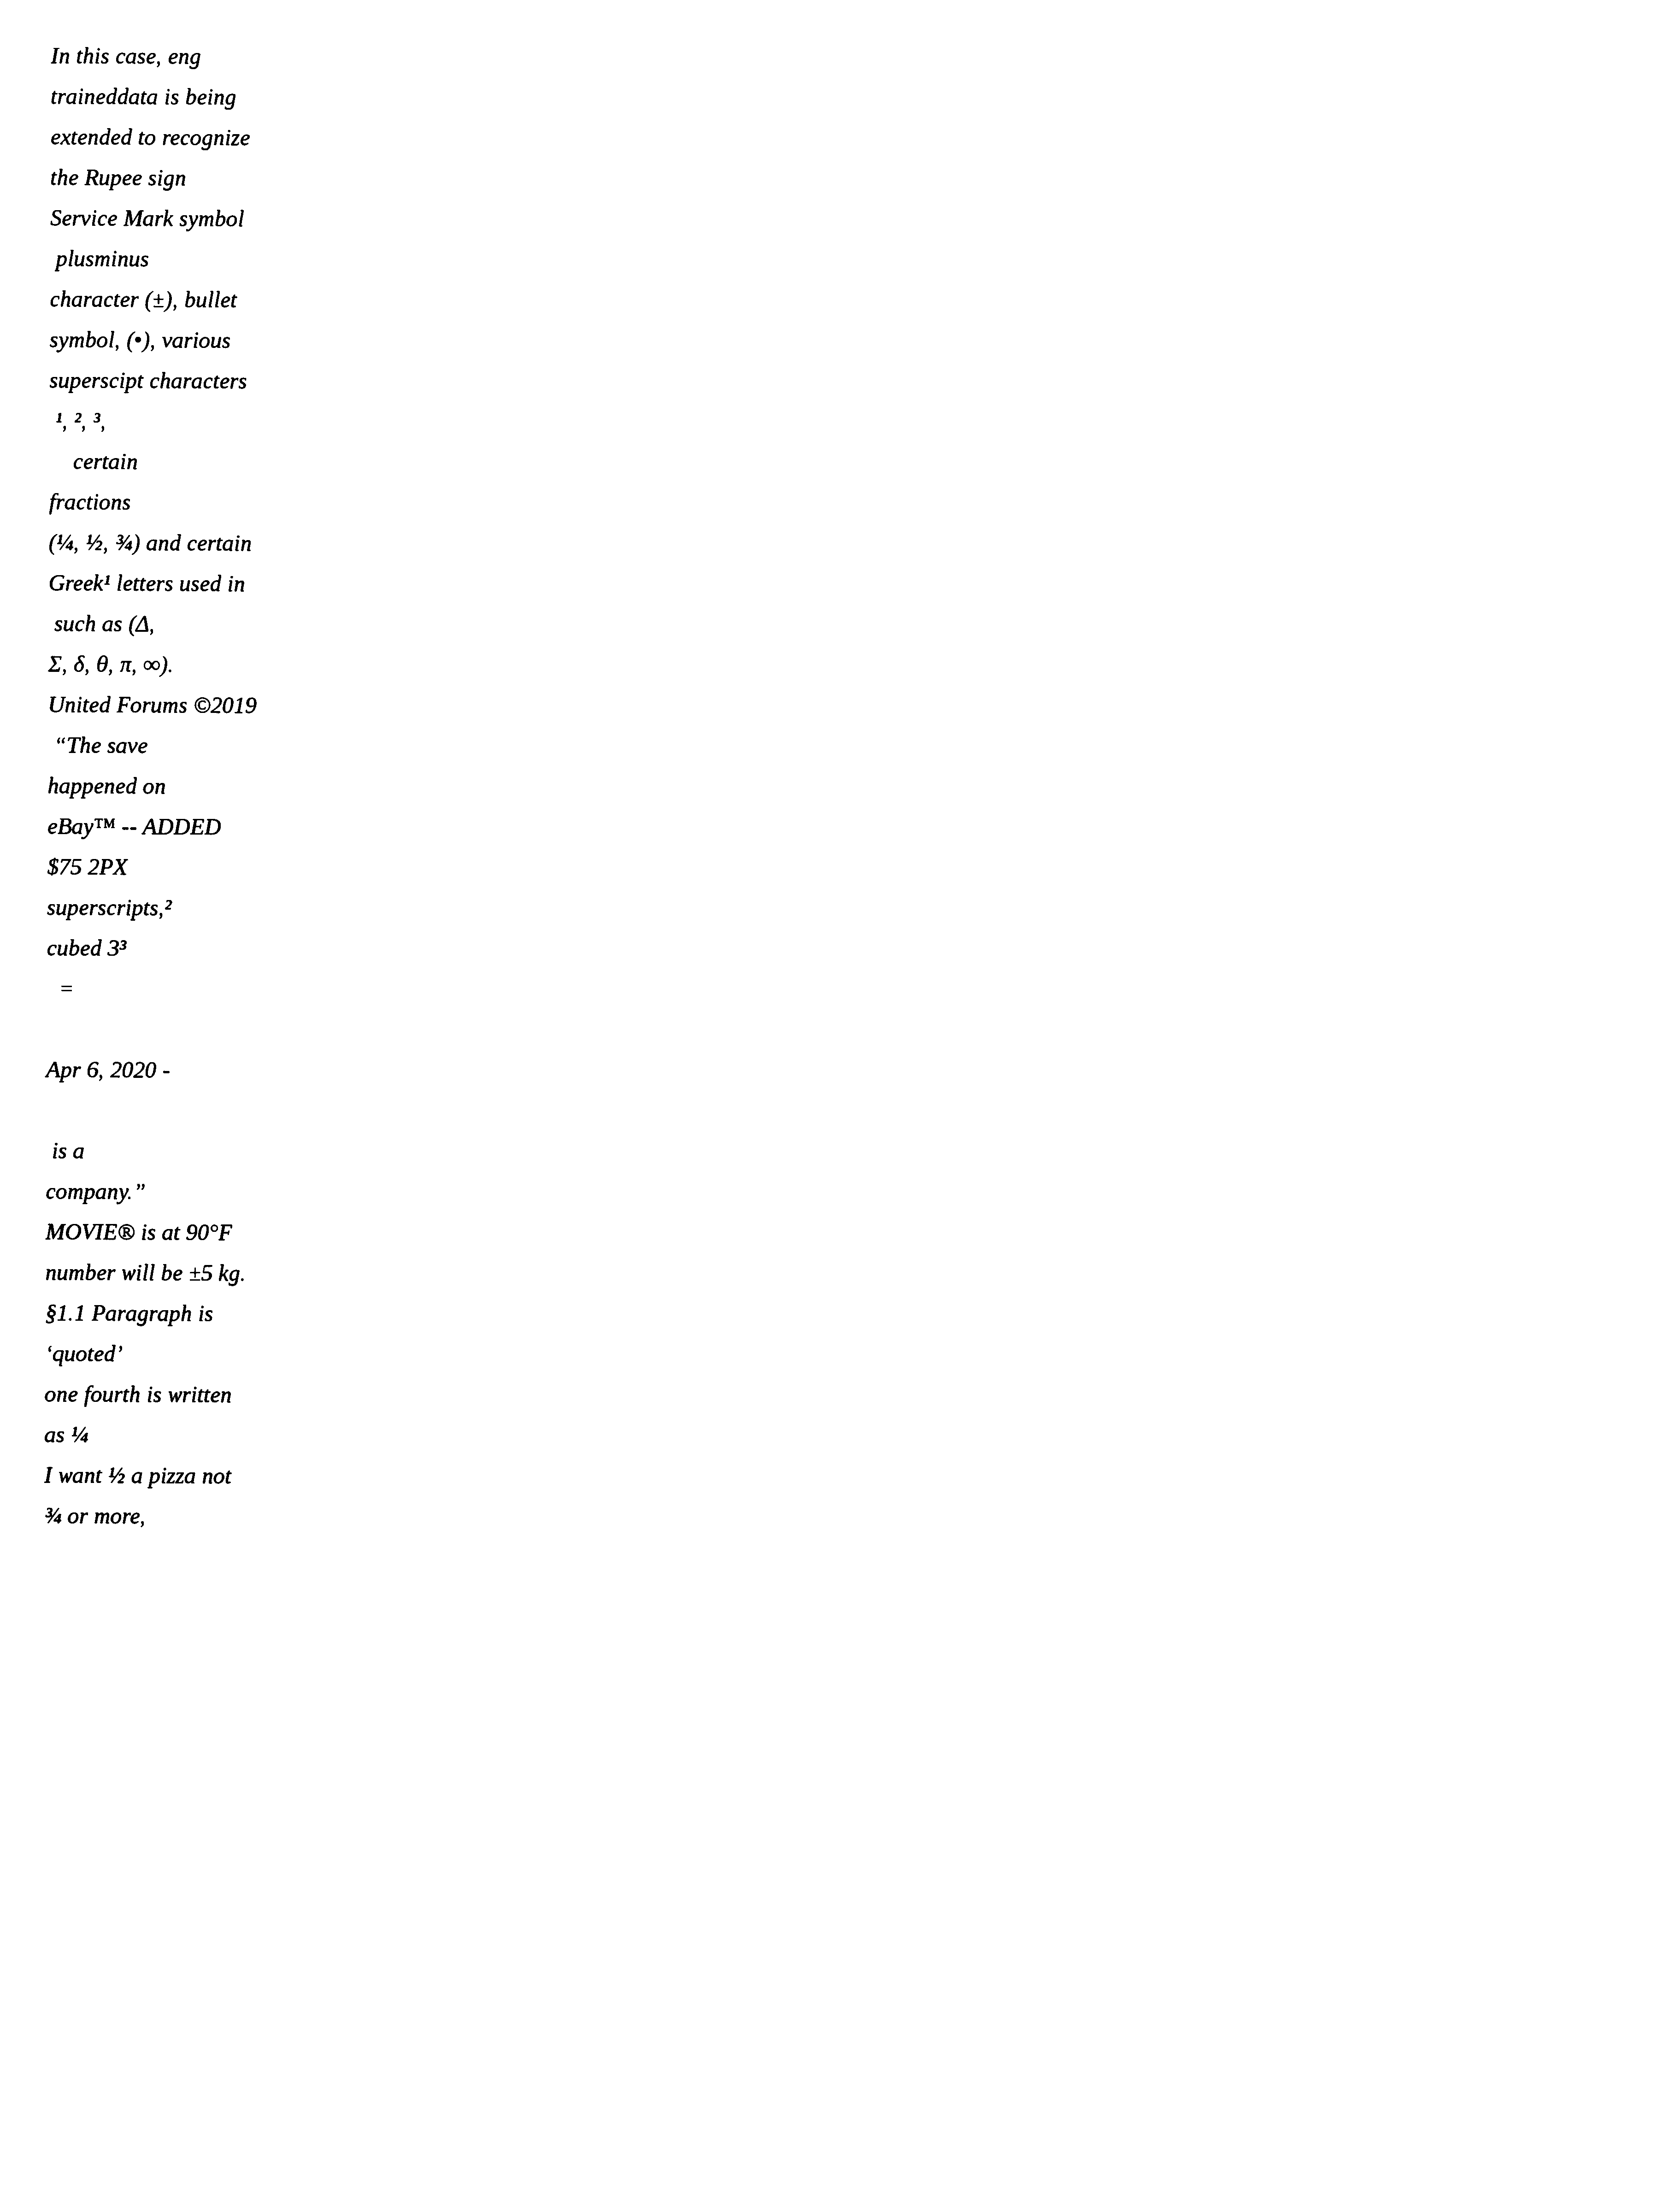 In this case, eng
traineddata is being
extended to recognize
the Rupee sign
Service Mark symbol
plusminus
character (±), bullet
symbol, (•), various
superscipt characters
¹, ², ³,
certain
fractions
(¼, ½, ¾) and certain
Greek¹ letters used in
such as (Δ,
Σ, δ, θ, π, ∞).
United Forums ©2019
“The save
happened on
eBay™ -- ADDED
$75 2PX
superscripts,²
cubed 3³
=
Apr 6, 2020 -
is a
company.”
MOVIE® is at 90°F
number will be ±5 kg.
§1.1 Paragraph is
‘quoted’
one fourth is written
as ¼
I want ½ a pizza not
¾ or more,